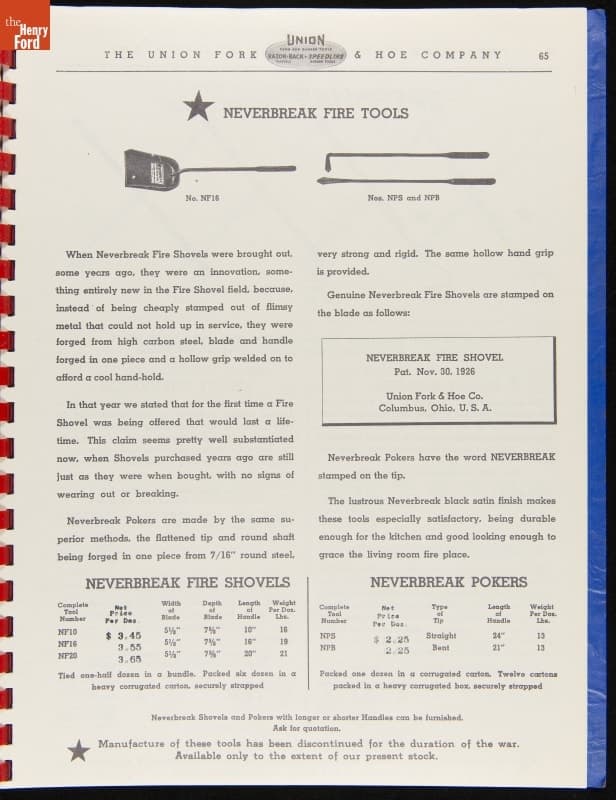 the
Henry
Ford
UNION
THE UNION FORK & HOE COMPANY 65
RAZOR-BACK SPEEDLINE
NEVERBREAK FIRE TOOLS
No. NF16
Nos. NPS and NPB
When Neverbreak Fire Shovels were brought out,
some years ago, they were an innovation, some-
thing entirely new in the Fire Shovel field, because,
instead of being cheaply stamped out of flimsy
metal that could not hold up in service, they were
forged from high carbon steel, blade and handle
forged in one piece and a hollow grip welded on to
afford a cool hand-hold.
In that year we stated that for the first time a Fire
Shovel was being offered that would last a life-
time. This claim seems pretty well substantiated
now, when Shovels purchased years ago are still
just as they were when bought, with no signs of
wearing out or breaking.
Neverbreak Pokers are made by the same su-
perior methods, the flattened tip and round shaft
being forged in one piece from 7/16" round steel,
very strong and rigid. The same hollow hand grip
is provided.
Genuine Neverbreak Fire Shovels are stamped on
the blade as follows:
NEVERBREAK FIRE SHOVEL
Pat. Nov. 30, 1926
Union Fork & Hoe Co.
Columbus, Ohio, U. S. A.
Neverbreak Pokers have the word NEVERBREAK
stamped on the tip.
The lustrous Neverbreak black satin finish makes
these tools especially satisfactory, being durable
enough for the kitchen and good looking enough to
grace the living room fire place.
NEVERBREAK FIRE SHOVELS
Complete Tool Number Net Price Per Doz. Width of Blade Depth of Blade Length of Handle Weight Per Doz. Lbs.
NF10 $ 3.45 5½" 7⅜" 10" 16
NF16 3.55 5½" 7⅜" 16" 19
NF20 3.65 5½" 7⅜" 20" 21
Tied one-half dozen in a bundle. Packed six dozen in a
heavy corrugated carton, securely strapped
NEVERBREAK POKERS
Complete Tool Number Net Price Per Doz. Type of Tip Length of Handle Weight Per Doz. Lbs.
NPS $ 2.25 Straight 24" 13
NPB 2.25 Bent 21" 13
Packed one dozen in a corrugated carton. Twelve cartons
packed in a heavy corrugated box, securely strapped
Neverbreak Shovels and Pokers with longer or shorter Handles can be furnished.
Ask for quotation.
Manufacture of these tools has been discontinued for the duration of the war.
Available only to the extent of our present stock.